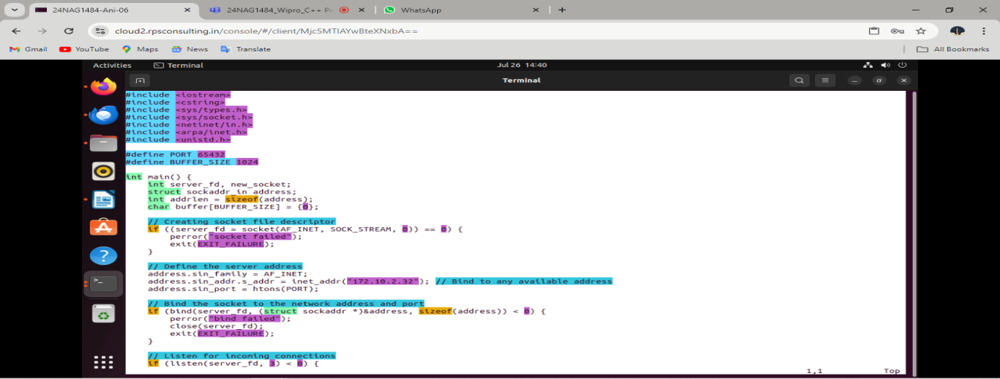 24NAG1484-Ani-06
24NAG1484_Wipro_C++ Pr
WhatsApp
cloud2.rpsconsulting.in/console/#/client/Mjc5MTIAYwBteXNxbA==
Gmail YouTube Maps News Translate All Bookmarks
Activities Terminal Jul 26 14:40
Terminal
#include <iostream>
#include <cstring>
#include <sys/types.h>
#include <sys/socket.h>
#include <netinet/in.h>
#include <arpa/inet.h>
#include <unistd.h>
#define PORT 65432
#define BUFFER_SIZE 1024
int main() {
    int server_fd, new_socket;
    struct sockaddr_in address;
    int addrlen = sizeof(address);
    char buffer[BUFFER_SIZE] = {0};
    // Creating socket file descriptor
    if ((server_fd = socket(AF_INET, SOCK_STREAM, 0)) == 0) {
        perror("socket failed");
        exit(EXIT_FAILURE);
    }
    // Define the server address
    address.sin_family = AF_INET;
    address.sin_addr.s_addr = inet_addr("172.10.2.32"); // Bind to any available address
    address.sin_port = htons(PORT);
    // Bind the socket to the network address and port
    if (bind(server_fd, (struct sockaddr *)&address, sizeof(address)) < 0) {
        perror("bind failed");
        close(server_fd);
        exit(EXIT_FAILURE);
    }
    // Listen for incoming connections
    if (listen(server_fd, 3) < 0) {
1,1 Top